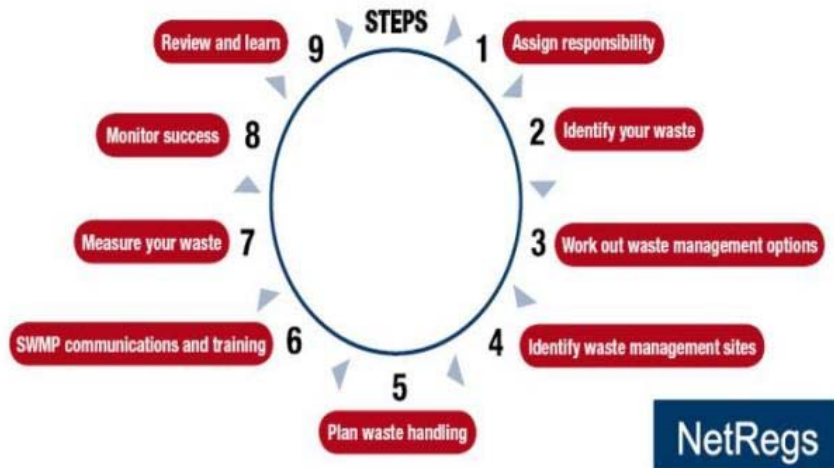 STEPS
1 Assign responsibility
2 Identify your waste
3 Work out waste management options
4 Identify waste management sites
5
Plan waste handling
SWMP communications and training 6
Measure your waste 7
Monitor success 8
Review and learn 9
NetRegs